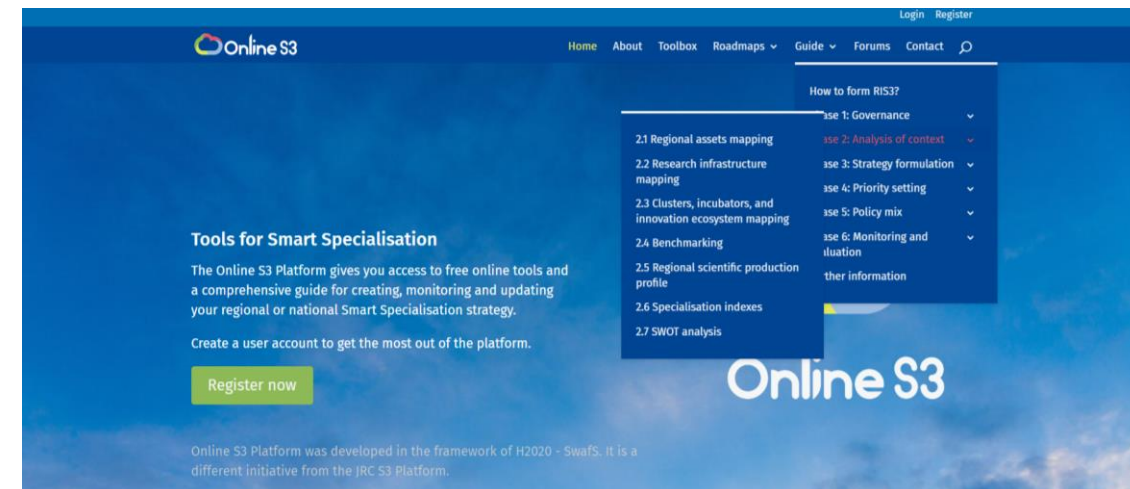 Login Register
Online S3
Home About Toolbox Roadmaps Guide Forums Contact
How to form RIS3?
ase 1: Governance
ase 2: Analysis of context
ase 3: Strategy formulation
ase 4: Priority setting
ase 5: Policy mix
ase 6: Monitoring and
luation
ther information
2.1 Regional assets mapping
2.2 Research infrastructure
mapping
2.3 Clusters, incubators, and
innovation ecosystem mapping
2.4 Benchmarking
2.5 Regional scientific production
profile
2.6 Specialisation indexes
2.7 SWOT analysis
Tools for Smart Specialisation
The Online S3 Platform gives you access to free online tools and
a comprehensive guide for creating, monitoring and updating
your regional or national Smart Specialisation strategy.
Create a user account to get the most out of the platform.
Register now
Online S3
Online S3 Platform was developed in the framework of H2020 - SwafS. It is a
different initiative from the JRC S3 Platform.